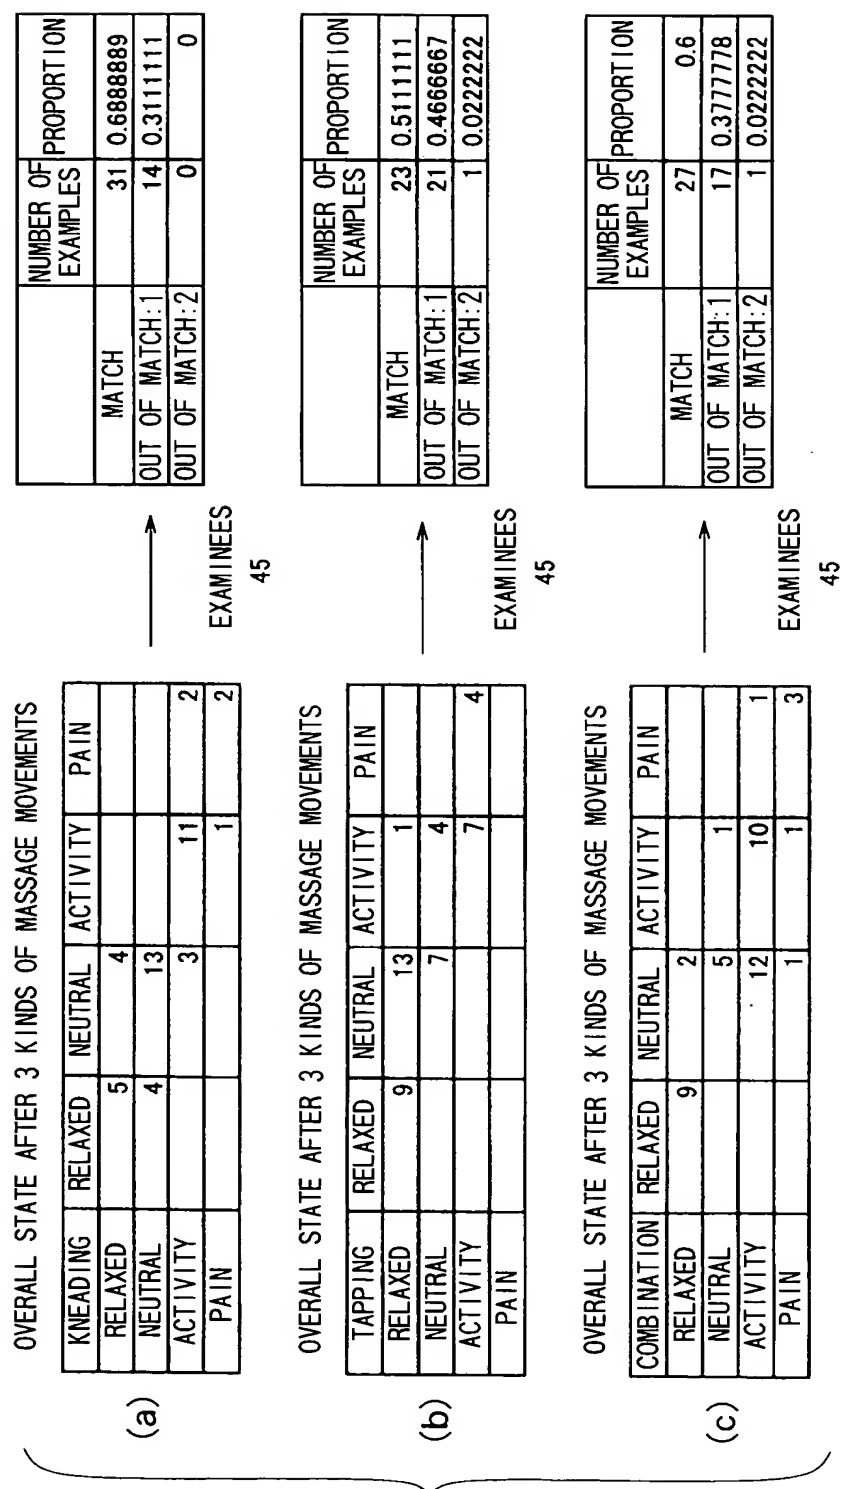 (a)
OVERALL STATE AFTER 3 KINDS OF MASSAGE MOVEMENTS
KNEADING RELAXED NEUTRAL ACTIVITY PAIN
RELAXED 5 4
NEUTRAL 4 13
ACTIVITY 3 11 2
PAIN 1 2
EXAMINEES
45
NUMBER OF
EXAMPLES PROPORTION
MATCH 31 0.6888889
OUT OF MATCH:1 14 0.3111111
OUT OF MATCH:2 0 0
(b)
OVERALL STATE AFTER 3 KINDS OF MASSAGE MOVEMENTS
TAPPING RELAXED NEUTRAL ACTIVITY PAIN
RELAXED 9 13 1
NEUTRAL 7 4
ACTIVITY 7 4
PAIN
EXAMINEES
45
NUMBER OF
EXAMPLES PROPORTION
MATCH 23 0.5111111
OUT OF MATCH:1 21 0.4666667
OUT OF MATCH:2 1 0.0222222
(c)
OVERALL STATE AFTER 3 KINDS OF MASSAGE MOVEMENTS
COMBINATION RELAXED NEUTRAL ACTIVITY PAIN
RELAXED 9 2
NEUTRAL 5 1
ACTIVITY 12 10 1
PAIN 1 1 3
EXAMINEES
45
NUMBER OF
EXAMPLES PROPORTION
MATCH 27 0.6
OUT OF MATCH:1 17 0.3777778
OUT OF MATCH:2 1 0.0222222